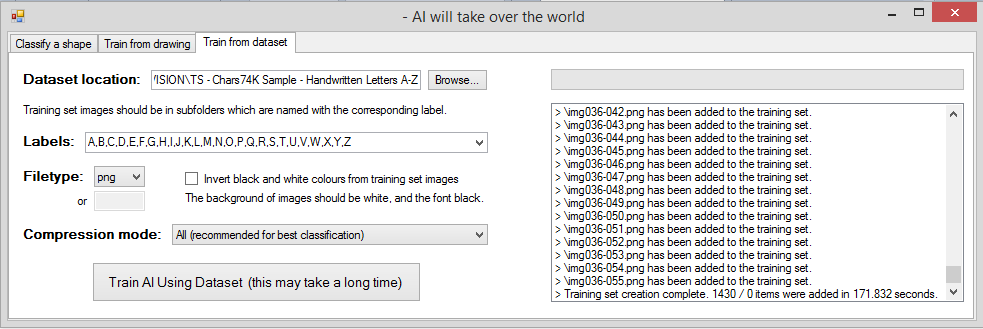 - AI will take over the world
Classify a shape
Train from drawing
Train from dataset
Dataset location:
VISION\TS - Chars74K Sample - Handwritten Letters A-Z
Browse...
Training set images should be in subfolders which are named with the corresponding label.
Labels:
A,B,C,D,E,F,G,H,I,J,K,L,M,N,O,P,Q,R,S,T,U,V,W,X,Y,Z
Filetype:
png
Invert black and white colours from training set images
or
The background of images should be white, and the font black.
Compression mode:
All (recommended for best classification)
Train AI Using Dataset (this may take a long time)
> \img036-042.png has been added to the training set.
> \img036-043.png has been added to the training set.
> \img036-044.png has been added to the training set.
> \img036-045.png has been added to the training set.
> \img036-046.png has been added to the training set.
> \img036-047.png has been added to the training set.
> \img036-048.png has been added to the training set.
> \img036-049.png has been added to the training set.
> \img036-050.png has been added to the training set.
> \img036-051.png has been added to the training set.
> \img036-052.png has been added to the training set.
> \img036-053.png has been added to the training set.
> \img036-054.png has been added to the training set.
> \img036-055.png has been added to the training set.
> Training set creation complete. 1430 / 0 items were added in 171.832 seconds.